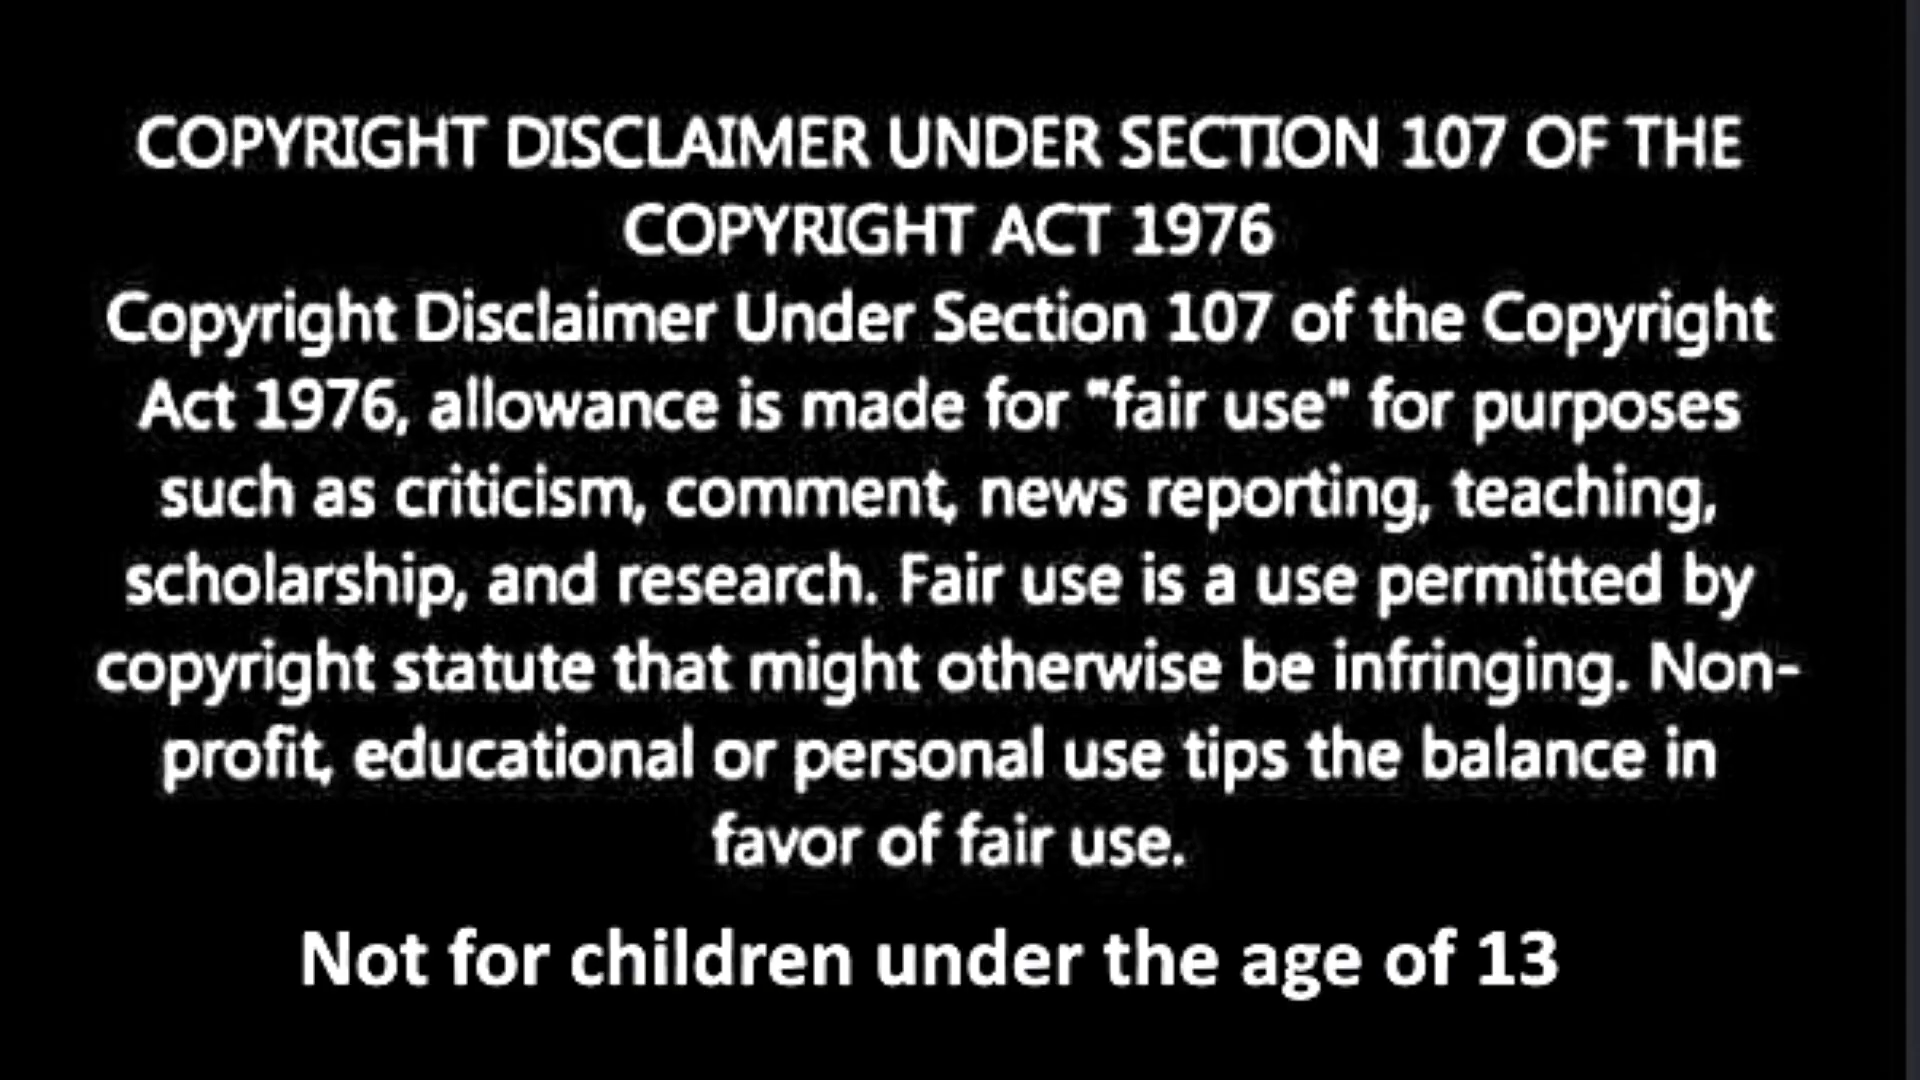 COPYRIGHT DISCLAIMER UNDER SECTION 107 OF THE
COPYRIGHT ACT 1976
Copyright Disclaimer Under Section 107 of the Copyright
Act 1976, allowance is made for "fair use" for purposes
such as criticism, comment, news reporting, teaching,
scholarship, and research. Fair use is a use permitted by
copyright statute that might otherwise be infringing. Non-
profit, educational or personal use tips the balance in
favor of fair use.
Not for children under the age of 13